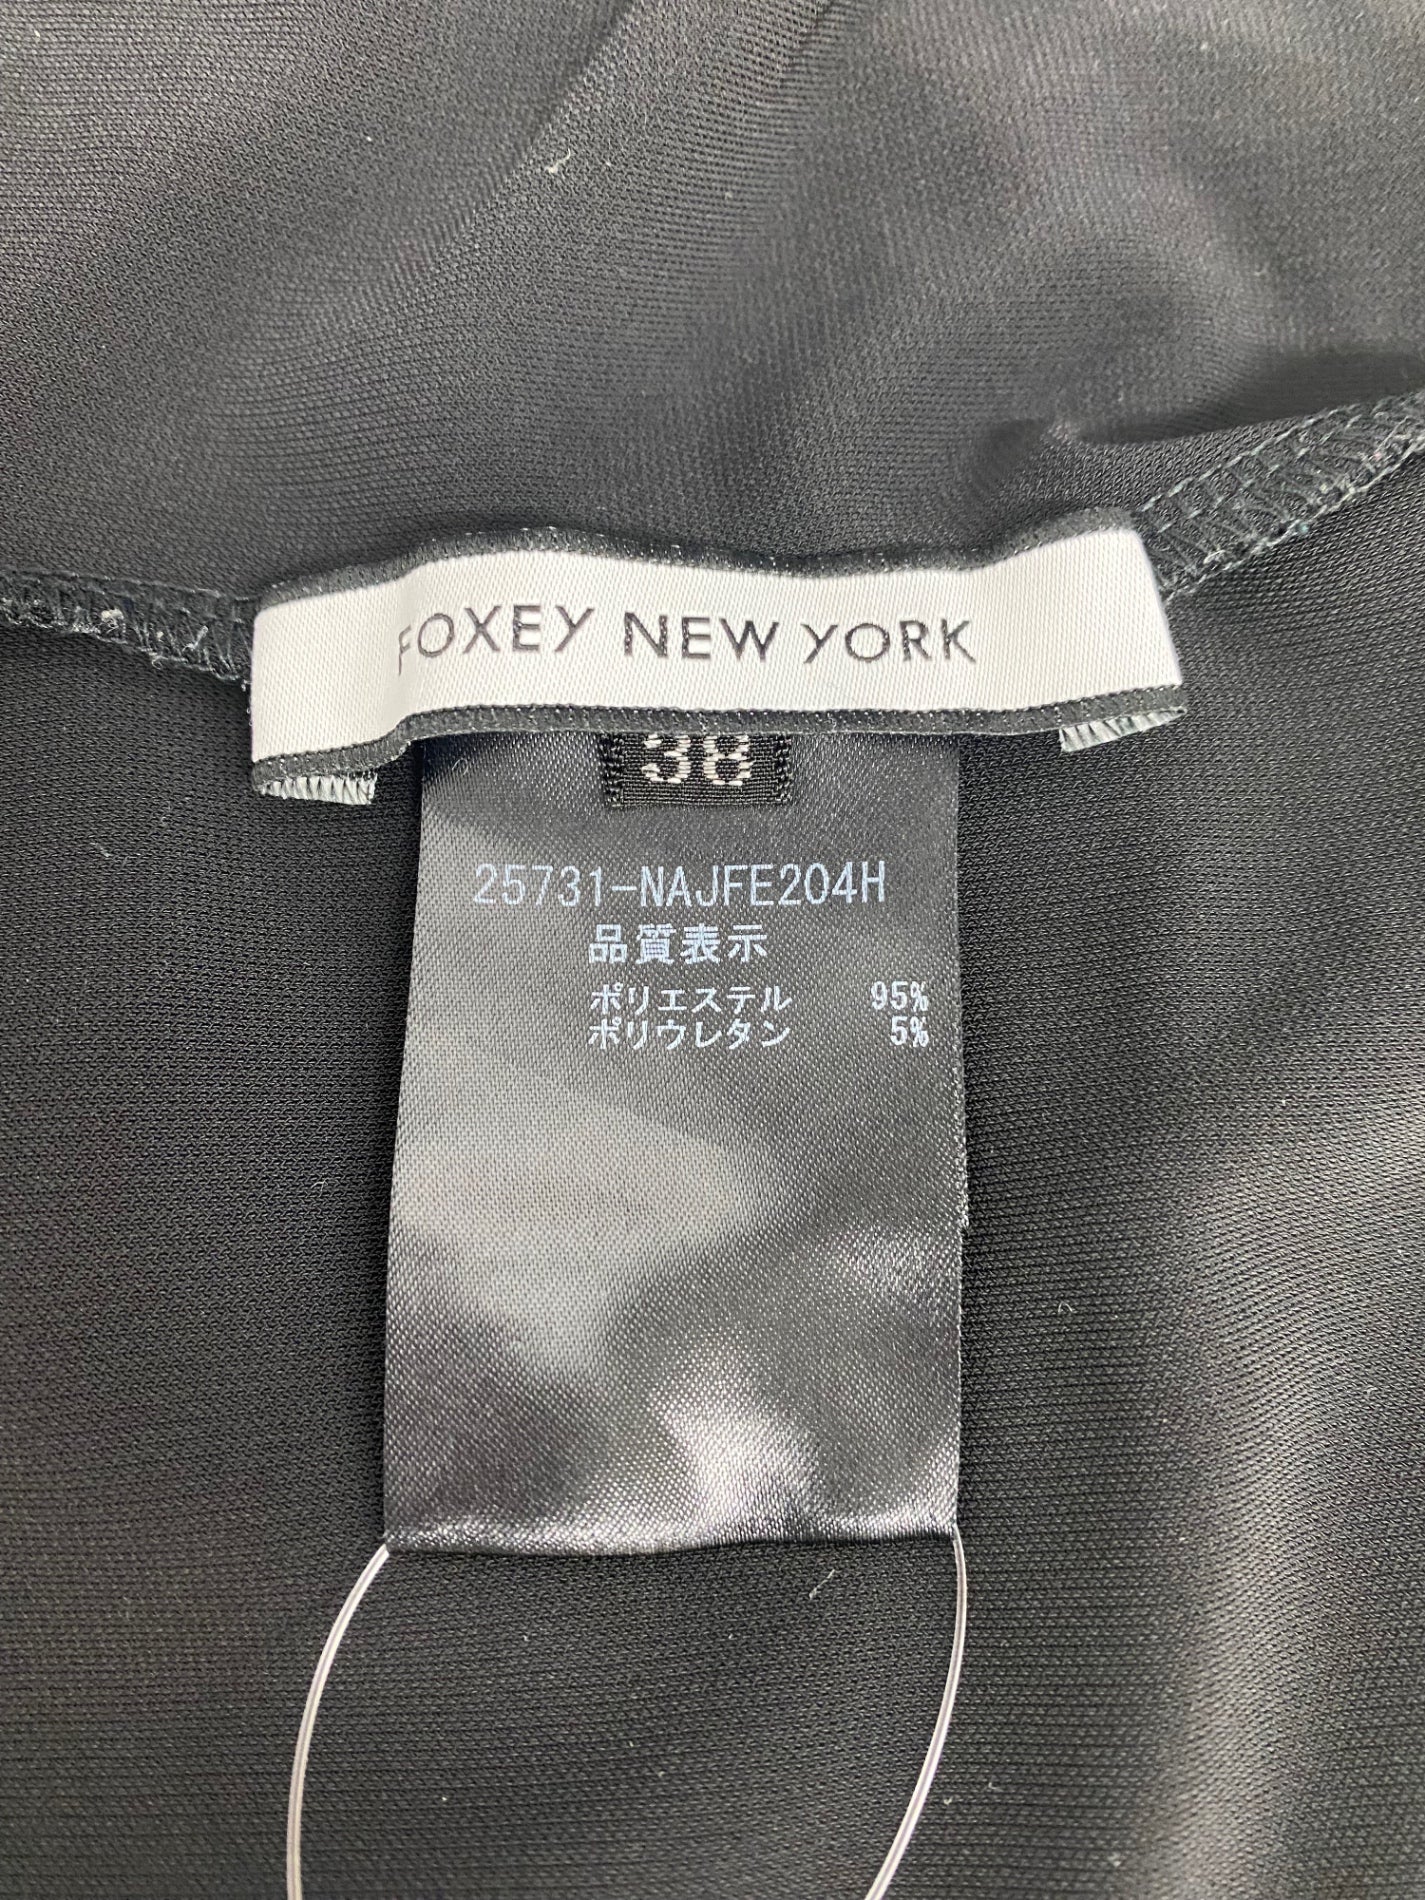 FOXEY NEW YORK
38
25731-NAJFE204H
品質表示
ポリエステル 95%
ポリウレタン 5%